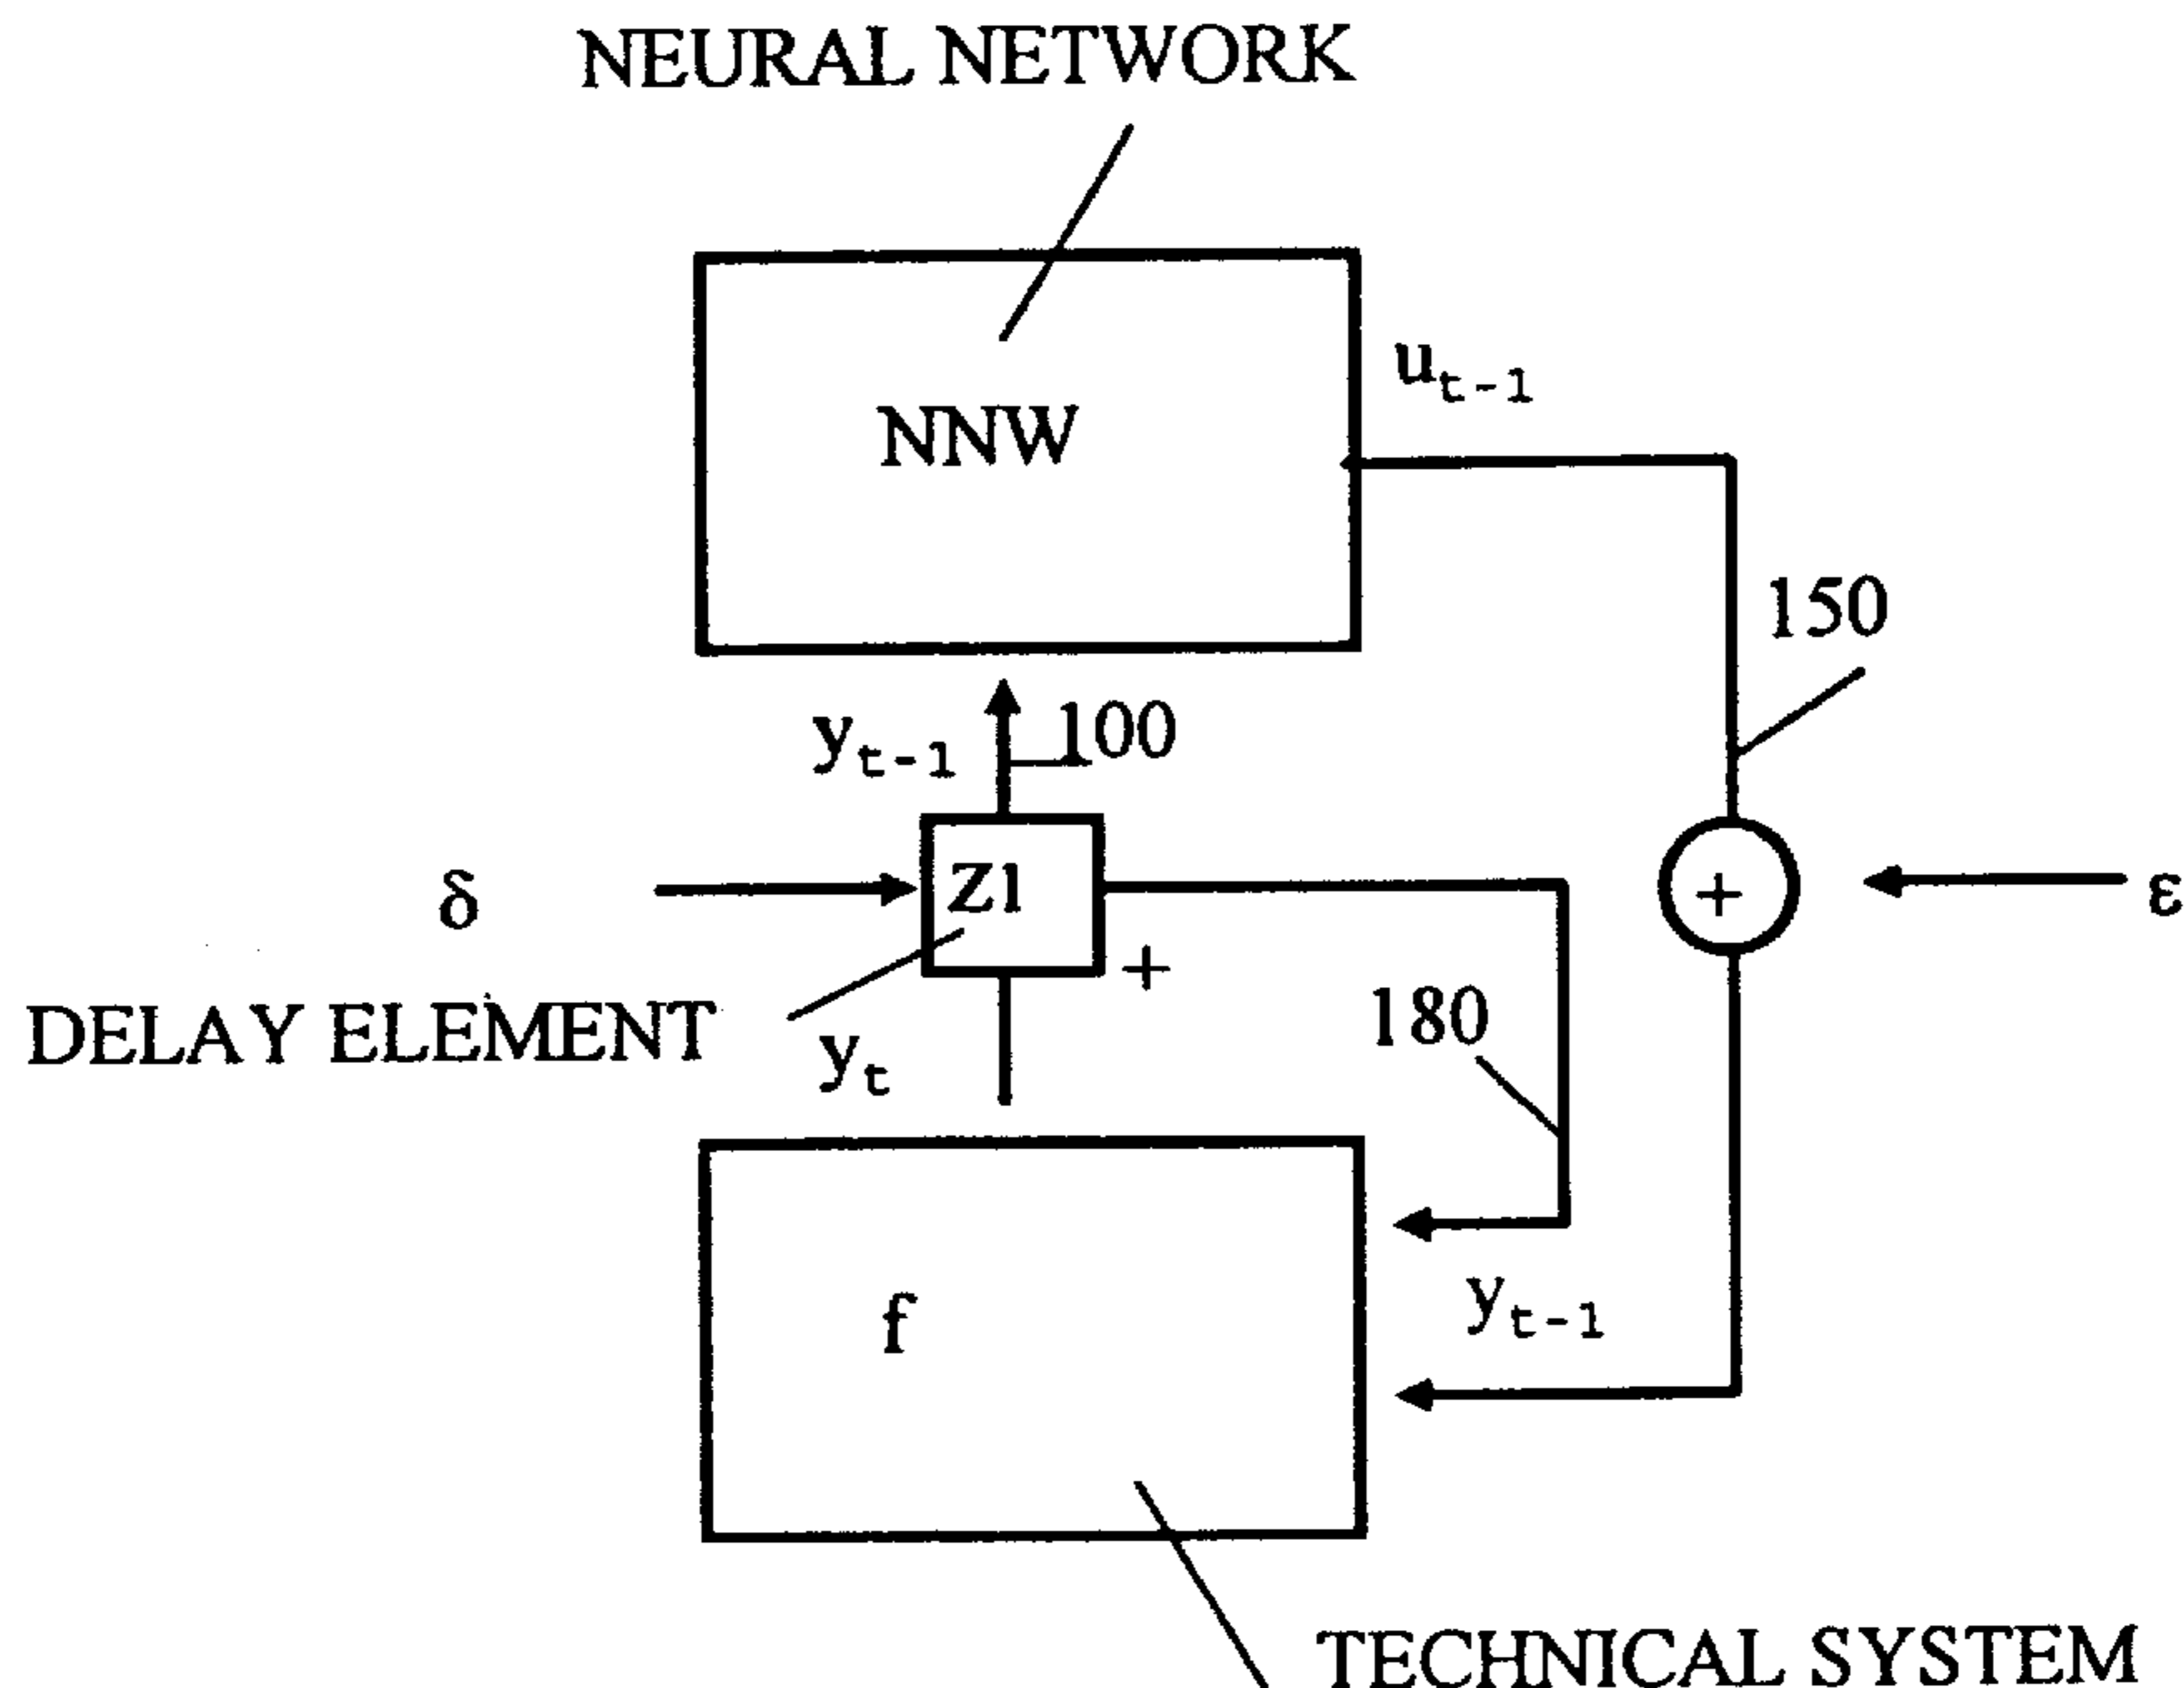 NEURAL NETWORK
NNW
u_{t-1}
150
y_{t-1}
100
δ
Z1
+
ε
+
DELAY ELEMENT
y_t
180
f
y_{t-1}
TECHNICAL SYSTEM